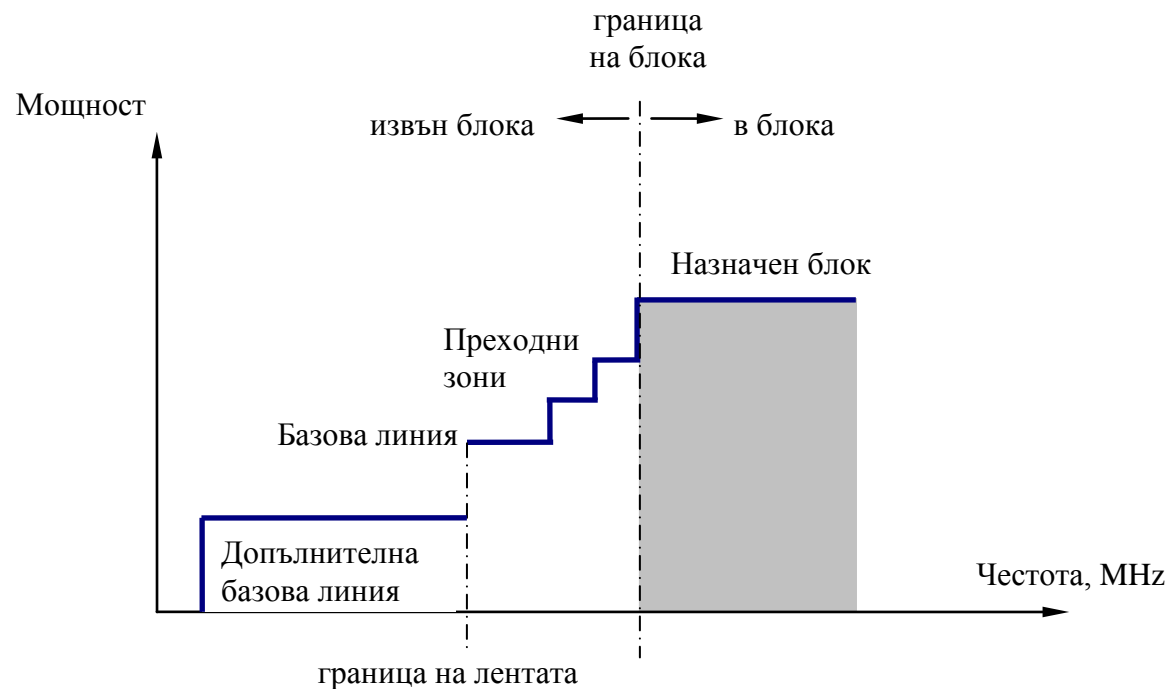 граница
на блока
Мощност
извън блока
в блока
Назначен блок
Преходни
зони
Базова линия
Допълнителна
базова линия
Честота, MHz
граница на лентата